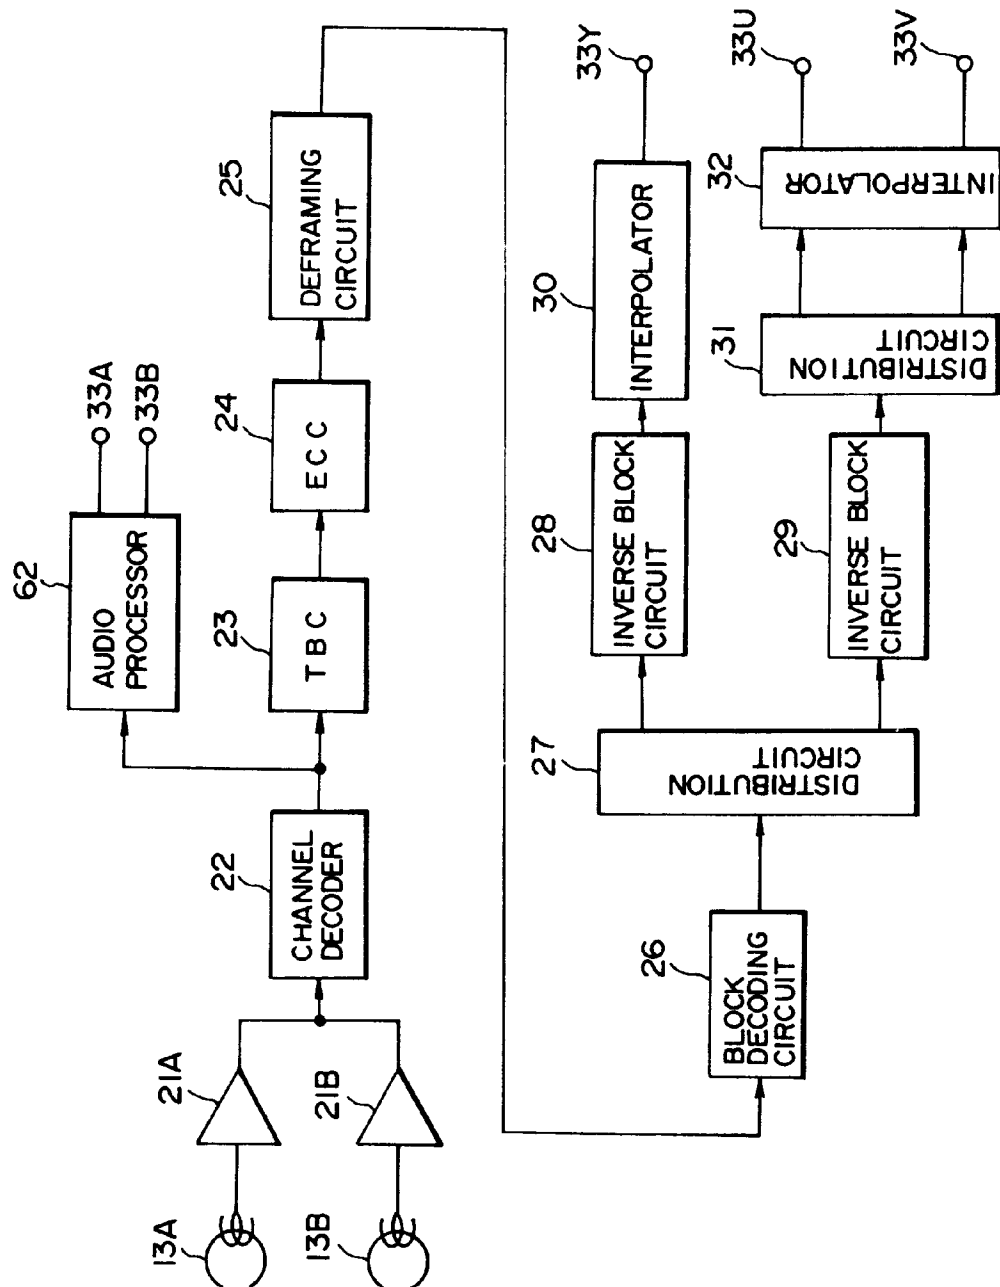 13A
13B
21A
21B
22
CHANNEL
DECODER
62
AUDIO
PROCESSOR
33A
33B
23
TBC
24
ECC
25
DEFRAMING
CIRCUIT
26
BLOCK
DECODING
CIRCUIT
27
DISTRIBUTION
CIRCUIT
28
INVERSE BLOCK
CIRCUIT
30
INTERPOLATOR
33Y
29
INVERSE BLOCK
CIRCUIT
31
DISTRIBUTION
CIRCUIT
32
INTERPOLATOR
33U
33V